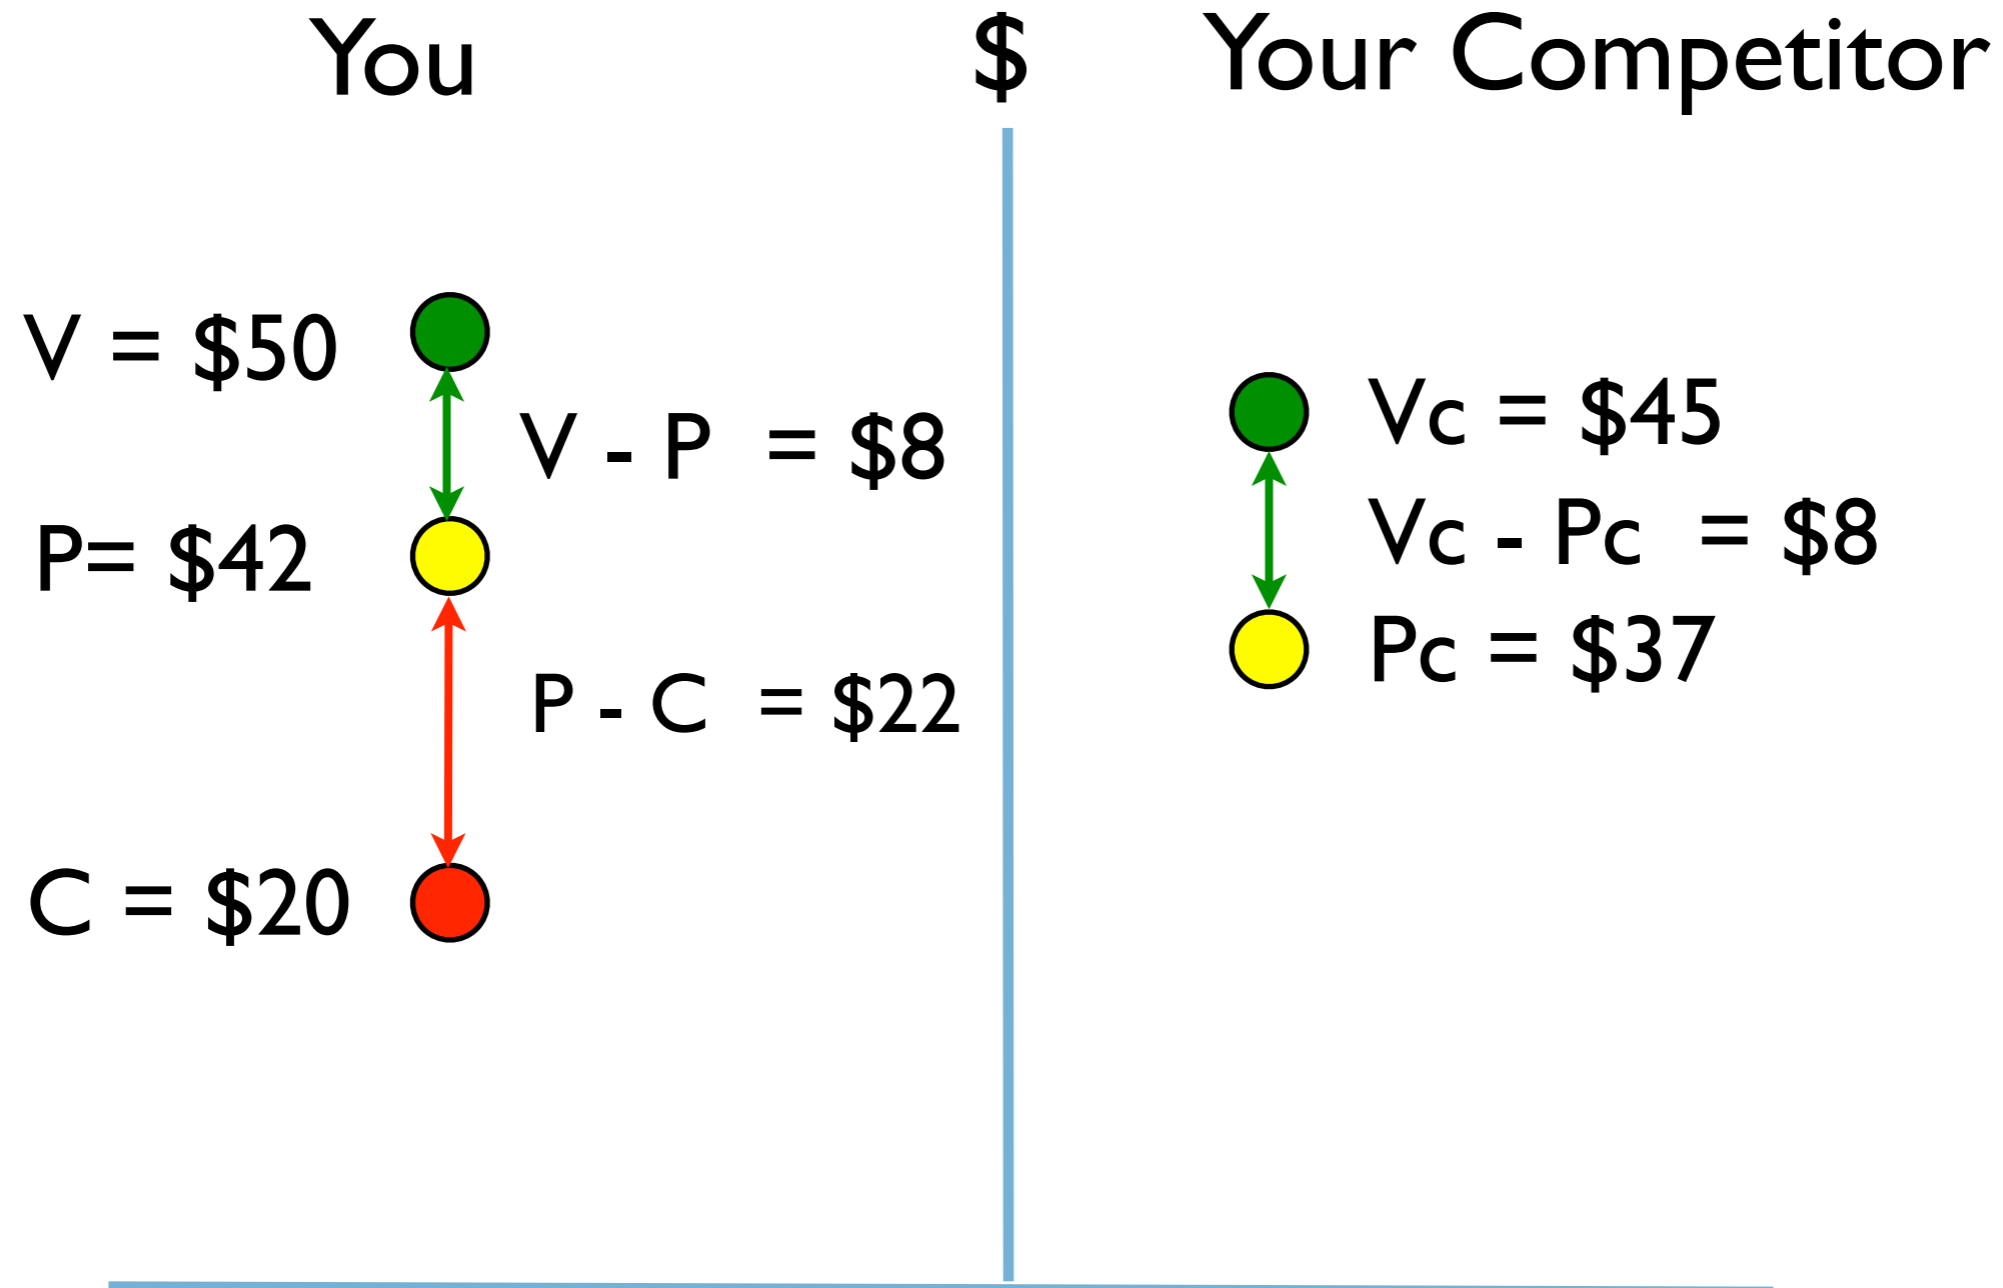 You
$
Your Competitor
V = $50
V - P = $8
P= $42
P - C = $22
C = $20
Vc = $45
Vc - Pc = $8
Pc = $37